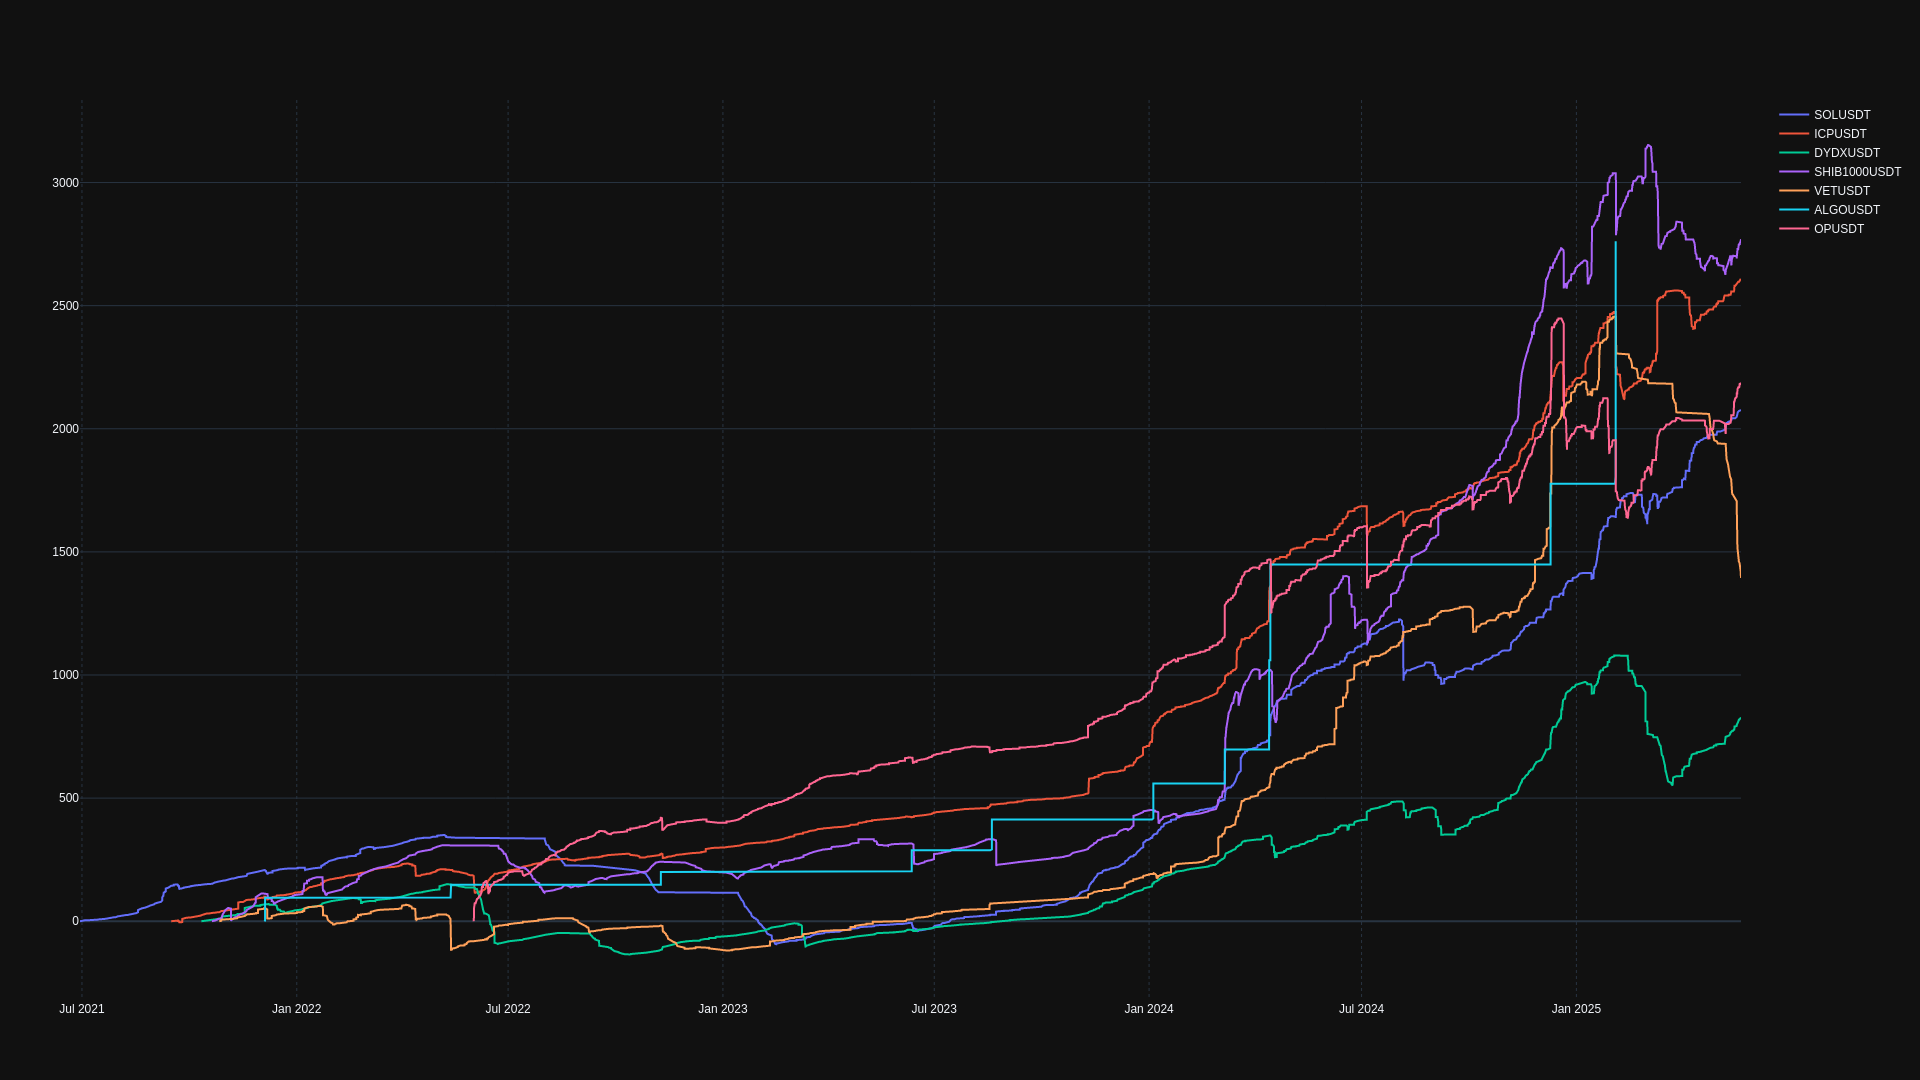 3000
2500
2000
1500
1000
500
0
Jul 2021
Jan 2022
Jul 2022
Jan 2023
Jul 2023
Jan 2024
Jul 2024
Jan 2025
SOLUSDT
ICPUSDT
DYDXUSDT
SHIB1000USDT
VETUSDT
ALGOUSDT
OPUSDT